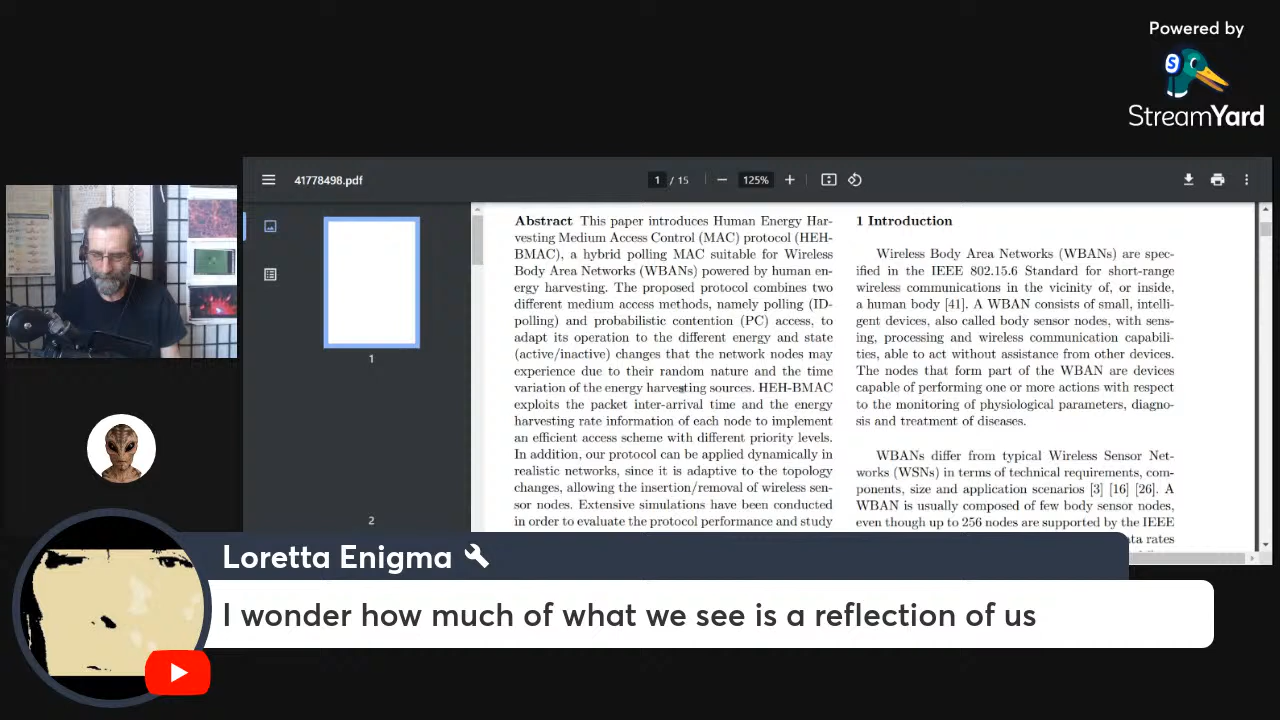 Powered by
S
StreamYard
41778498.pdf
1 / 15
125%
1
2
Abstract This paper introduces Human Energy Har-
vesting Medium Access Control (MAC) protocol (HEH-
BMAC), a hybrid polling MAC suitable for Wireless
Body Area Networks (WBANs) powered by human en-
ergy harvesting. The proposed protocol combines two
different medium access methods, namely polling (ID-
polling) and probabilistic contention (PC) access, to
adapt its operation to the different energy and state
(active/inactive) changes that the network nodes may
experience due to their random nature and the time
variation of the energy harvesting sources. HEH-BMAC
exploits the packet inter-arrival time and the energy
harvesting rate information of each node to implement
an efficient access scheme with different priority levels.
In addition, our protocol can be applied dynamically in
realistic networks, since it is adaptive to the topology
changes, allowing the insertion/removal of wireless sen-
sor nodes. Extensive simulations have been conducted
in order to evaluate the protocol performance and study
1 Introduction
Wireless Body Area Networks (WBANs) are spec-
ified in the IEEE 802.15.6 Standard for short-range
wireless communications in the vicinity of, or inside,
a human body [41]. A WBAN consists of small, intelli-
gent devices, also called body sensor nodes, with sens-
ing, processing and wireless communication capabili-
ties, able to act without assistance from other devices.
The nodes that form part of the WBAN are devices
capable of performing one or more actions with respect
to the monitoring of physiological parameters, diagno-
sis and treatment of diseases.
WBANs differ from typical Wireless Sensor Net-
works (WSNs) in terms of technical requirements, com-
ponents, size and application scenarios [3] [16] [26]. A
WBAN is usually composed of few body sensor nodes,
even though up to 256 nodes are supported by the IEEE
ata rates
Loretta Enigma
I wonder how much of what we see is a reflection of us